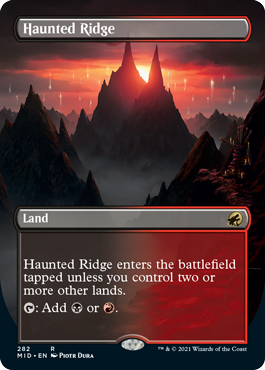 Haunted Ridge
Land
Haunted Ridge enters the battlefield
tapped unless you control two or
more other lands.
: Add or .
282 R
MID • EN Piotr Dura ™ & © 2021 Wizards of the Coast